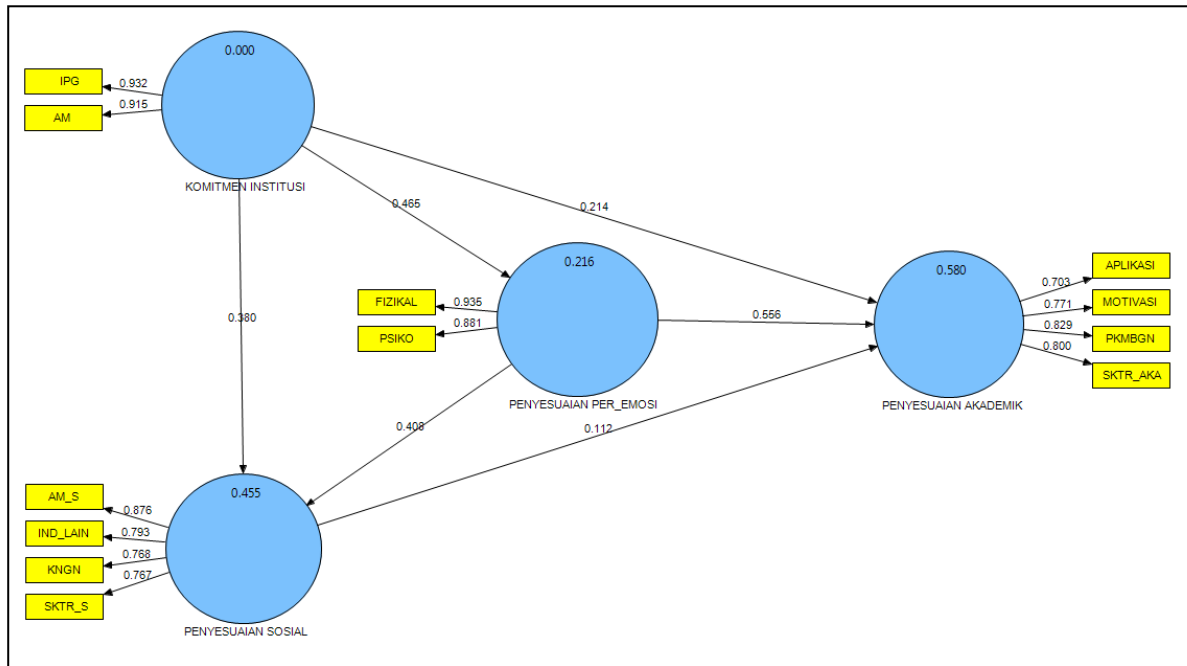 0.000
IPG
0.932
AM
0.915
KOMITMEN INSTITUSI
0.465
0.214
0.380
0.216
FIZIKAL
0.935
PSIKO
0.881
PENYESUAIAN PER_EMOSI
0.556
0.580
APLIKASI
0.703
MOTIVASI
0.771
PKMBGN
0.829
SKTR_AKA
0.800
PENYESUAIAN AKADEMIK
0.408
0.112
0.455
AM_S
0.876
IND_LAIN
0.793
KNGN
0.768
SKTR_S
0.767
PENYESUAIAN SOSIAL